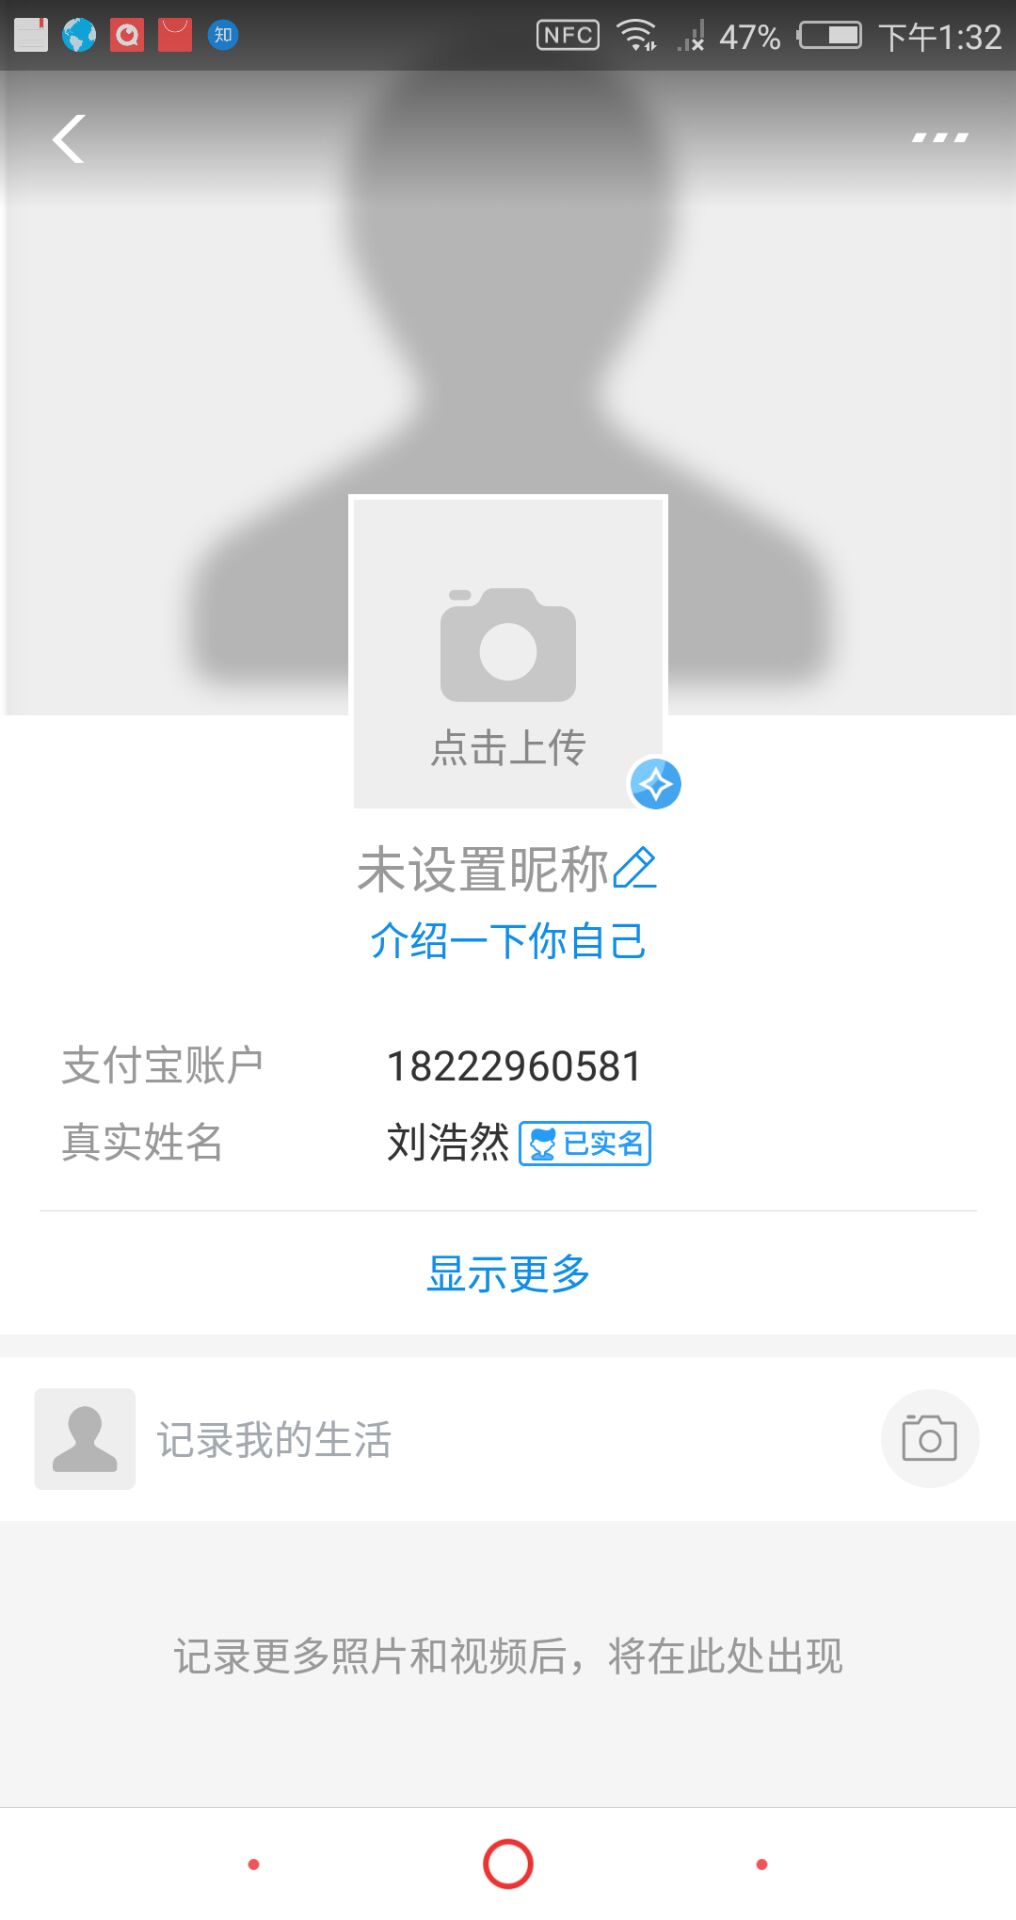 知 NFC 47% 下午1:32
点击上传
未设置昵称
介绍一下你自己
支付宝账户 18222960581
真实姓名 刘浩然 已实名
显示更多
记录我的生活
记录更多照片和视频后，将在此处出现